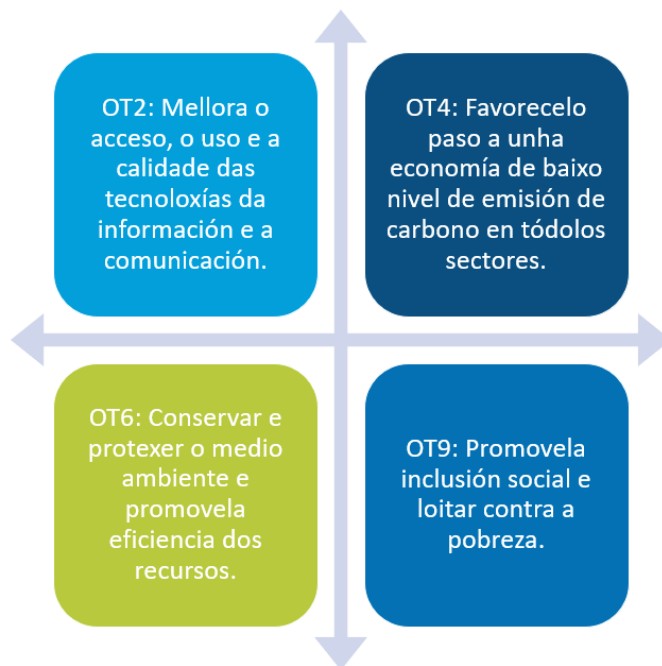 OT2: Mellora o
acceso, o uso e a
calidade das
tecnoloxías da
información e a
comunicación.
OT4: Favorecelo
paso a unha
economía de baixo
nivel de emisión de
carbono en tódolos
sectores.
OT6: Conservar e
protexer o medio
ambiente e
promovela
eficiencia dos
recursos.
OT9: Promovela
inclusión social e
loitar contra a
pobreza.